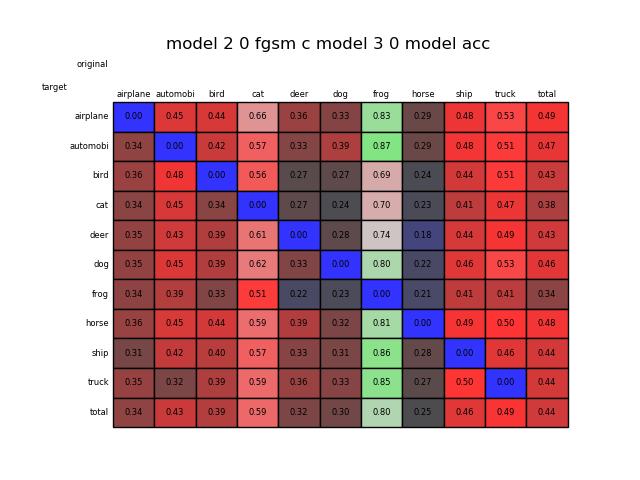 model 2 0 fgsm c model 3 0 model acc
original
target
airplane automobi bird cat deer dog frog horse ship truck total
airplane 0.00 0.45 0.44 0.66 0.36 0.33 0.83 0.29 0.48 0.53 0.49
automobi 0.34 0.00 0.42 0.57 0.33 0.39 0.87 0.29 0.48 0.51 0.47
bird 0.36 0.48 0.00 0.56 0.27 0.27 0.69 0.24 0.44 0.51 0.43
cat 0.34 0.45 0.34 0.00 0.27 0.24 0.70 0.23 0.41 0.47 0.38
deer 0.35 0.43 0.39 0.61 0.00 0.28 0.74 0.18 0.44 0.49 0.43
dog 0.35 0.45 0.39 0.62 0.33 0.00 0.80 0.22 0.46 0.53 0.46
frog 0.34 0.39 0.33 0.51 0.22 0.23 0.00 0.21 0.41 0.41 0.34
horse 0.36 0.45 0.44 0.59 0.39 0.32 0.81 0.00 0.49 0.50 0.48
ship 0.31 0.42 0.40 0.57 0.33 0.31 0.86 0.28 0.00 0.46 0.44
truck 0.35 0.32 0.39 0.59 0.36 0.33 0.85 0.27 0.50 0.00 0.44
total 0.34 0.43 0.39 0.59 0.32 0.30 0.80 0.25 0.46 0.49 0.44